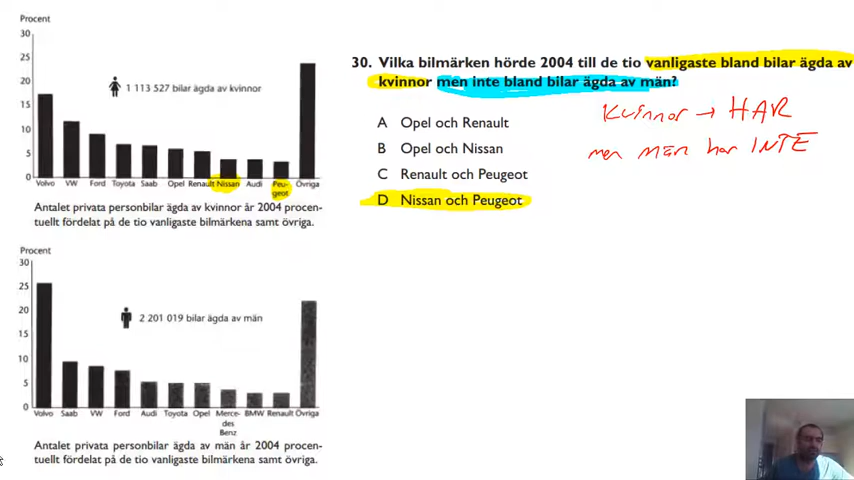 Procent
30
25
20
15
10
5
0
1 113 527 bilar ägda av kvinnor
Volvo VW Ford Toyota Saab Opel Renault Nissan Audi Peu-geot Övriga
Antalet privata personbilar ägda av kvinnor år 2004 procen-
tuellt fördelat på de tio vanligaste bilmärkena samt övriga.
Procent
30
25
20
15
10
5
0
2 201 019 bilar ägda av män
Volvo Saab VW Ford Audi Toyota Opel Merce-des Benz BMW Renault Övriga
Antalet privata personbilar ägda av män år 2004 procen-
tuellt fördelat på de tio vanligaste bilmärkena samt övriga.
30. Vilka bilmärken hörde 2004 till de tio vanligaste bland bilar ägda av
kvinnor men inte bland bilar ägda av män?
A Opel och Renault
B Opel och Nissan
C Renault och Peugeot
D Nissan och Peugeot
Kvinnor → HAR
men män har INTE